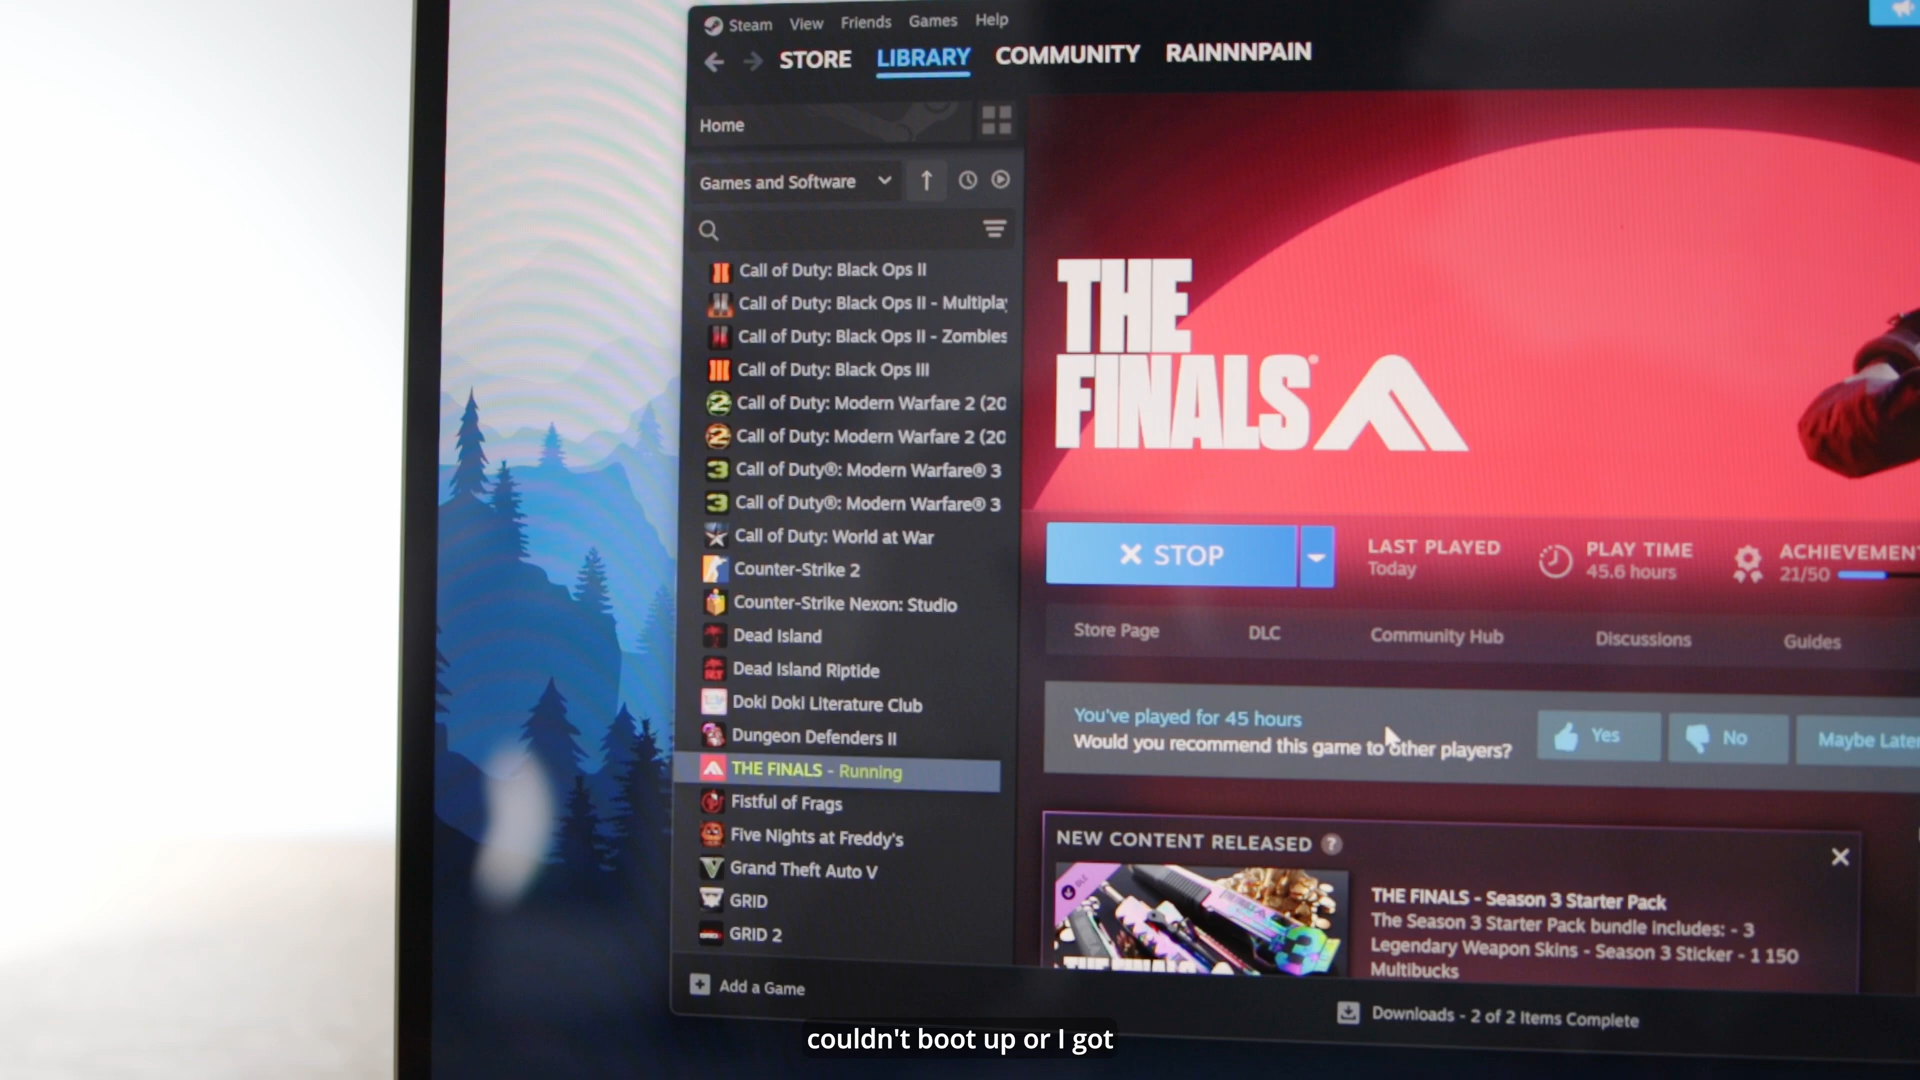 Steam View Friends Games Help
STORE LIBRARY COMMUNITY RAINNNPAIN
Home
Games and Software
Call of Duty: Black Ops II
Call of Duty: Black Ops II - Multipla
Call of Duty: Black Ops II - Zombies
Call of Duty: Black Ops III
Call of Duty: Modern Warfare 2 (20
Call of Duty: Modern Warfare 2 (20
Call of Duty®: Modern Warfare® 3
Call of Duty®: Modern Warfare® 3
Call of Duty: World at War
Counter-Strike 2
Counter-Strike Nexon: Studio
Dead Island
Dead Island Riptide
Doki Doki Literature Club
Dungeon Defenders II
THE FINALS - Running
Fistful of Frags
Five Nights at Freddy's
Grand Theft Auto V
GRID
GRID 2
Add a Game
THE
FINALS®
STOP
LAST PLAYED
Today
PLAY TIME
45.6 hours
ACHIEVEMENT
21/50
Store Page DLC Community Hub Discussions Guides
You've played for 45 hours
Would you recommend this game to other players?
Yes No Maybe Later
NEW CONTENT RELEASED ?
DLC
THE FINALS - Season 3 Starter Pack
The Season 3 Starter Pack bundle includes: - 3
Legendary Weapon Skins - Season 3 Sticker - 1 150
Multibucks
Downloads - 2 of 2 Items Complete
couldn't boot up or I got